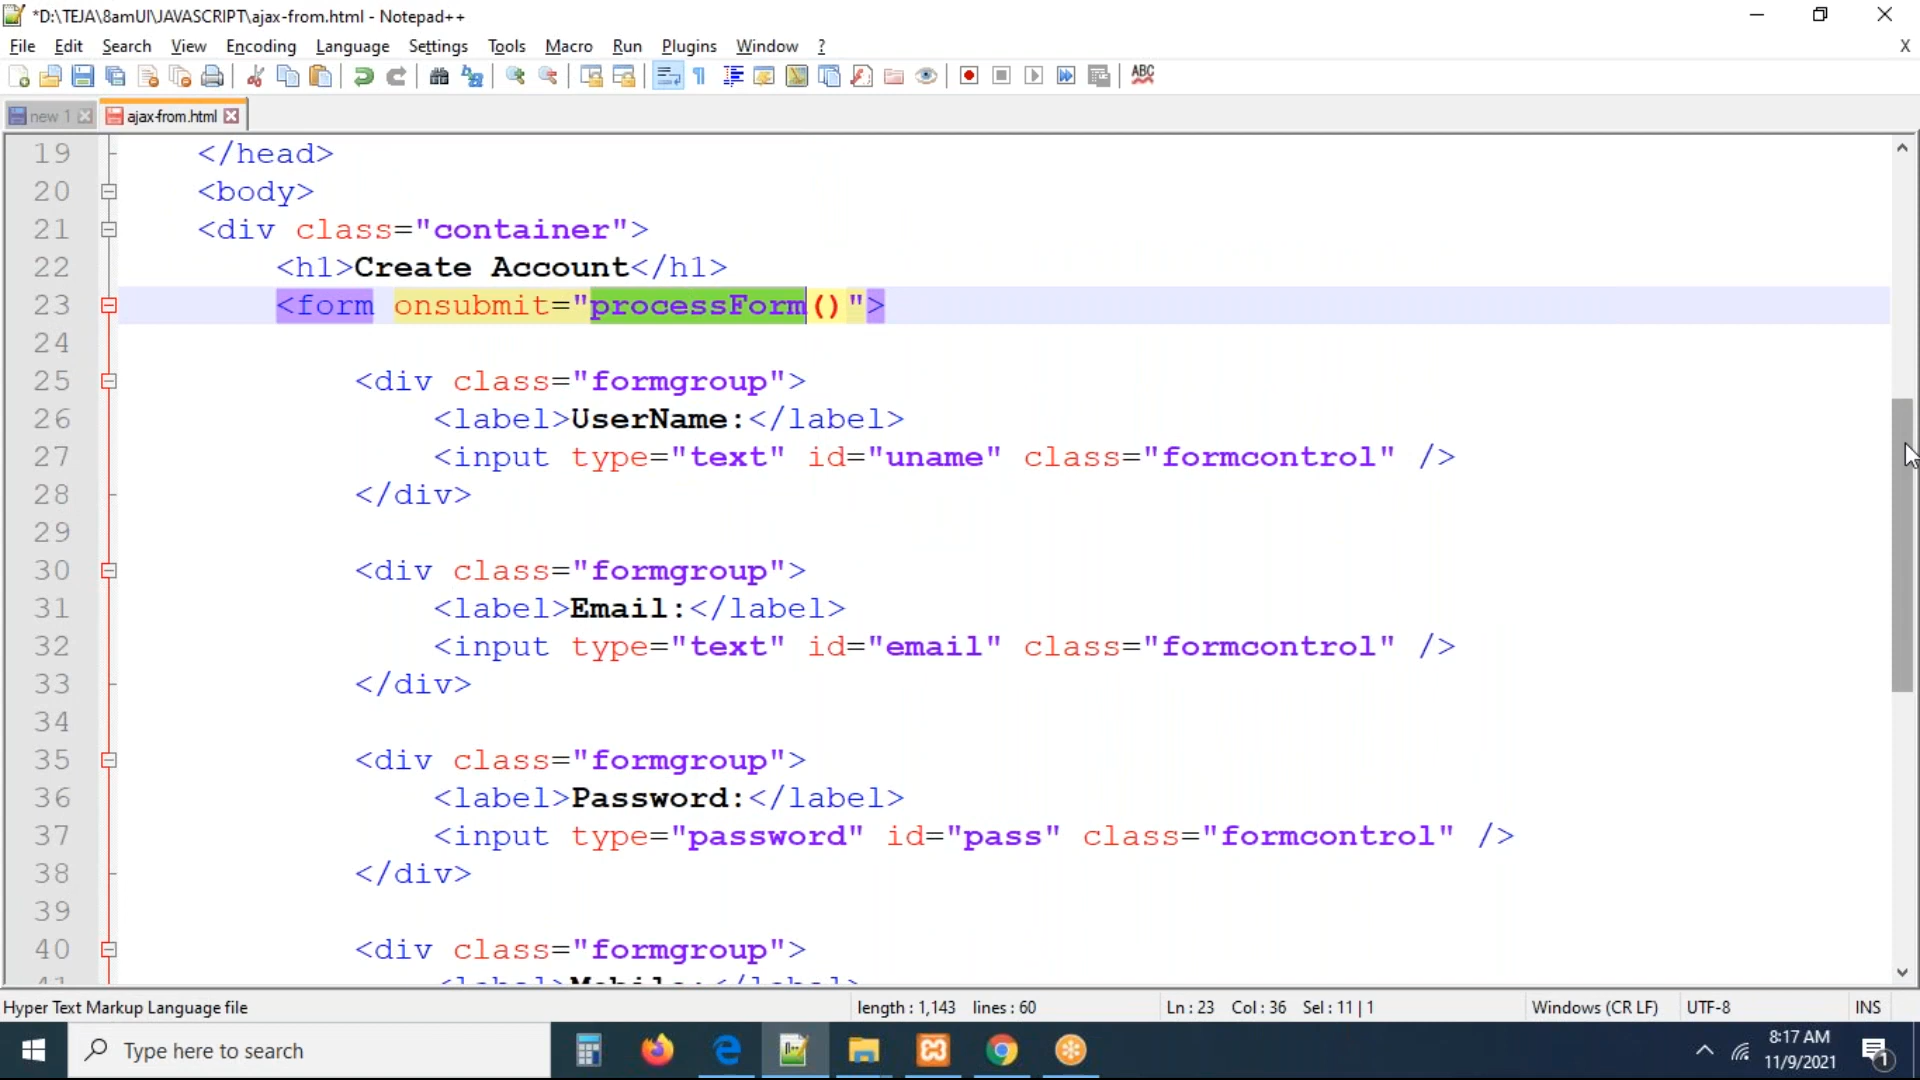 *D:\TEJA\8amUI\JAVASCRIPT\ajax-from.html - Notepad++
File Edit Search View Encoding Language Settings Tools Macro Run Plugins Window ? X
ABC
new 1 ajax-from.html
19 </head>
20 <body>
21 <div class="container">
22 <h1>Create Account</h1>
23 <form onsubmit="processForm()">
24
25 <div class="formgroup">
26 <label>UserName:</label>
27 <input type="text" id="uname" class="formcontrol" />
28 </div>
29
30 <div class="formgroup">
31 <label>Email:</label>
32 <input type="text" id="email" class="formcontrol" />
33 </div>
34
35 <div class="formgroup">
36 <label>Password:</label>
37 <input type="password" id="pass" class="formcontrol" />
38 </div>
39
40 <div class="formgroup">
41 <label>Mobile:</label>
Hyper Text Markup Language file length : 1,143 lines : 60 Ln : 23 Col : 36 Sel : 11 | 1 Windows (CR LF) UTF-8 INS
Type here to search
8:17 AM
11/9/2021
1